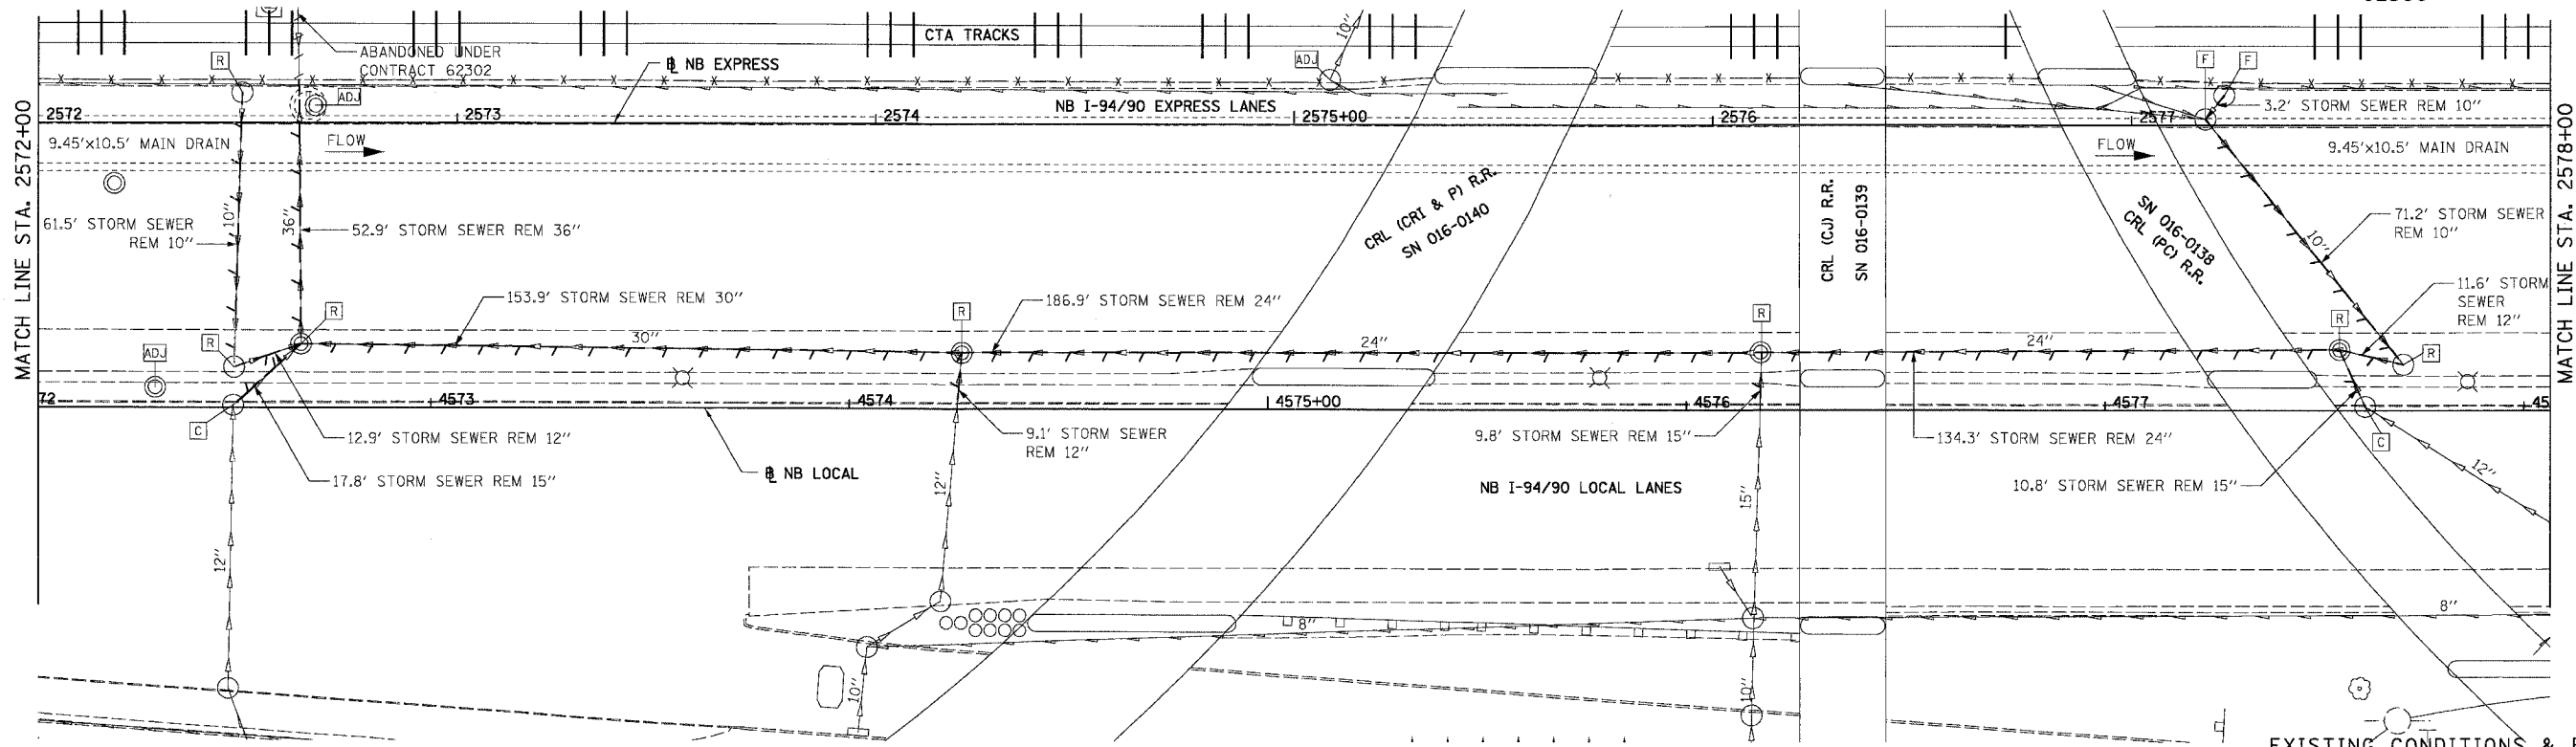 10"
CTA TRACKS
ABANDONED UNDER
CONTRACT 62302
R
ADJ
℄ NB EXPRESS
ADJ
F
F
NB I-94/90 EXPRESS LANES
3.2' STORM SEWER REM 10"
2572
2573
2574
2575+00
2576
2577
9.45'x10.5' MAIN DRAIN
FLOW
FLOW
9.45'x10.5' MAIN DRAIN
MATCH LINE STA. 2572+00
MATCH LINE STA. 2578+00
61.5' STORM SEWER
REM 10"
10"
36"
52.9' STORM SEWER REM 36"
CRL (CRI & P) R.R.
SN 016-0140
CRL (CJ) R.R.
SN 016-0139
SN 016-0138
CRL (PC) R.R.
10"
71.2' STORM SEWER
REM 10"
11.6' STORM
SEWER
REM 12"
153.9' STORM SEWER REM 30"
186.9' STORM SEWER REM 24"
R
R
R
R
R
R
ADJ
30"
24"
24"
72
4573
4574
4575+00
4576
4577
45
C
12.9' STORM SEWER REM 12"
17.8' STORM SEWER REM 15"
℄ NB LOCAL
9.1' STORM SEWER
REM 12"
9.8' STORM SEWER REM 15"
134.3' STORM SEWER REM 24"
C
NB I-94/90 LOCAL LANES
10.8' STORM SEWER REM 15"
12"
12"
12"
15"
8"
8"
10"
10"
EXISTING CONDITIONS &